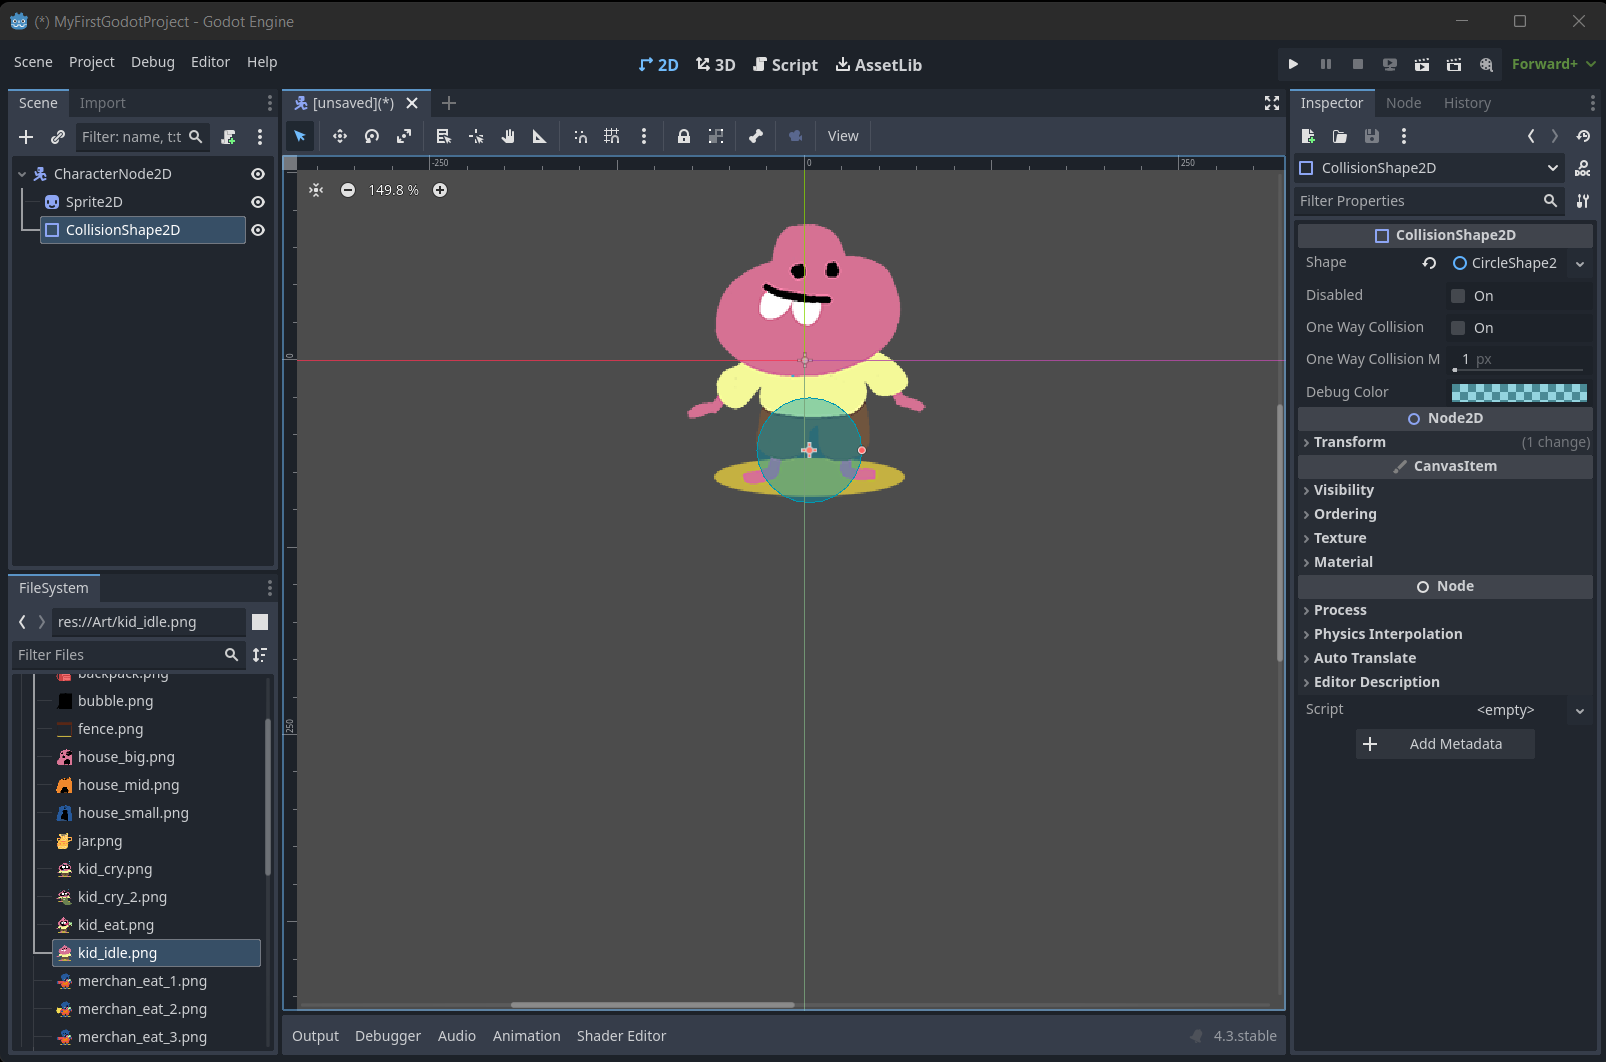 (*) MyFirstGodotProject - Godot Engine
Scene Project Debug Editor Help
2D 3D Script AssetLib
Forward+
Scene Import
Filter: name, t:t
CharacterNode2D
Sprite2D
CollisionShape2D
FileSystem
res://Art/kid_idle.png
Filter Files
backpack.png
bubble.png
fence.png
house_big.png
house_mid.png
house_small.png
jar.png
kid_cry.png
kid_cry_2.png
kid_eat.png
kid_idle.png
merchan_eat_1.png
merchan_eat_2.png
merchan_eat_3.png
[unsaved](*)
View
-250 0 250
149.8 %
0
250
Output Debugger Audio Animation Shader Editor
4.3.stable
Inspector Node History
CollisionShape2D
DOC
Filter Properties
CollisionShape2D
Shape CircleShape2
Disabled On
One Way Collision On
One Way Collision M 1 px
Debug Color
Node2D
Transform (1 change)
CanvasItem
Visibility
Ordering
Texture
Material
Node
Process
Physics Interpolation
Auto Translate
Editor Description
Script <empty>
Add Metadata